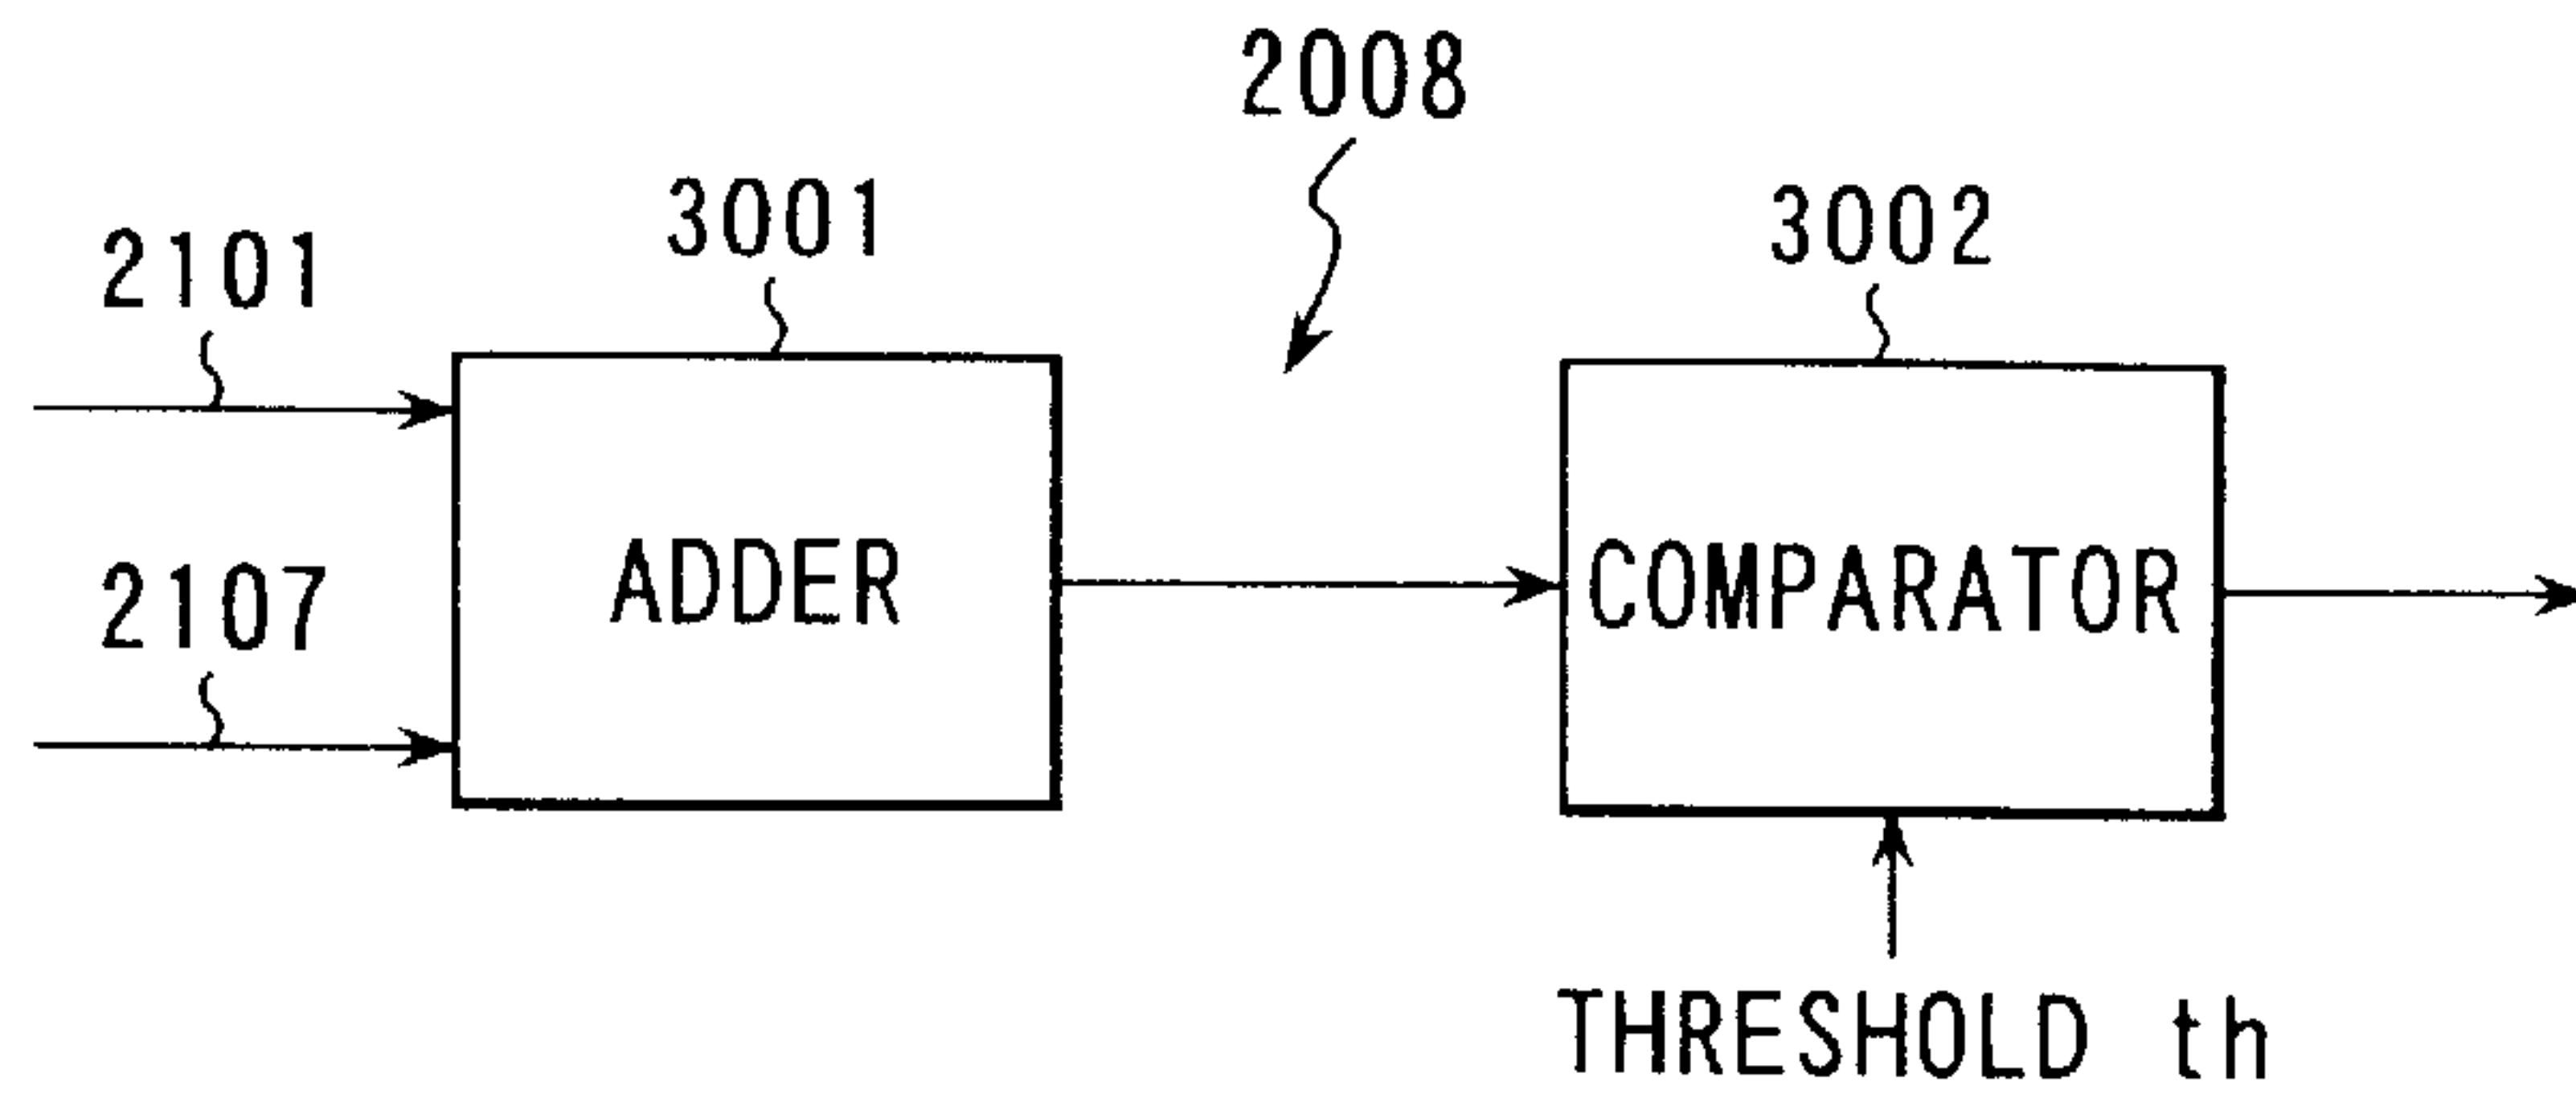 2008
3001
3002
2101
2107
ADDER
COMPARATOR
THRESHOLD th